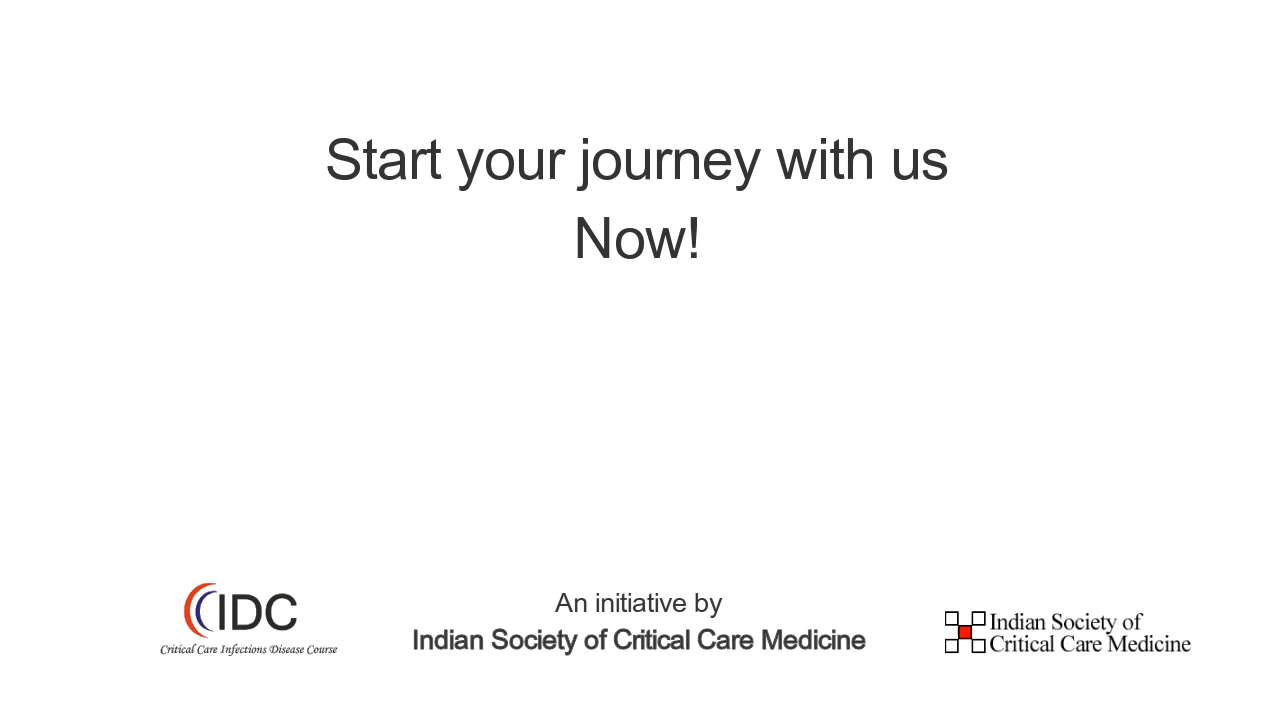 Start your journey with us
Now!
IDC
Critical Care Infections Disease Course
An initiative by
Indian Society of Critical Care Medicine
Indian Society of
Critical Care Medicine